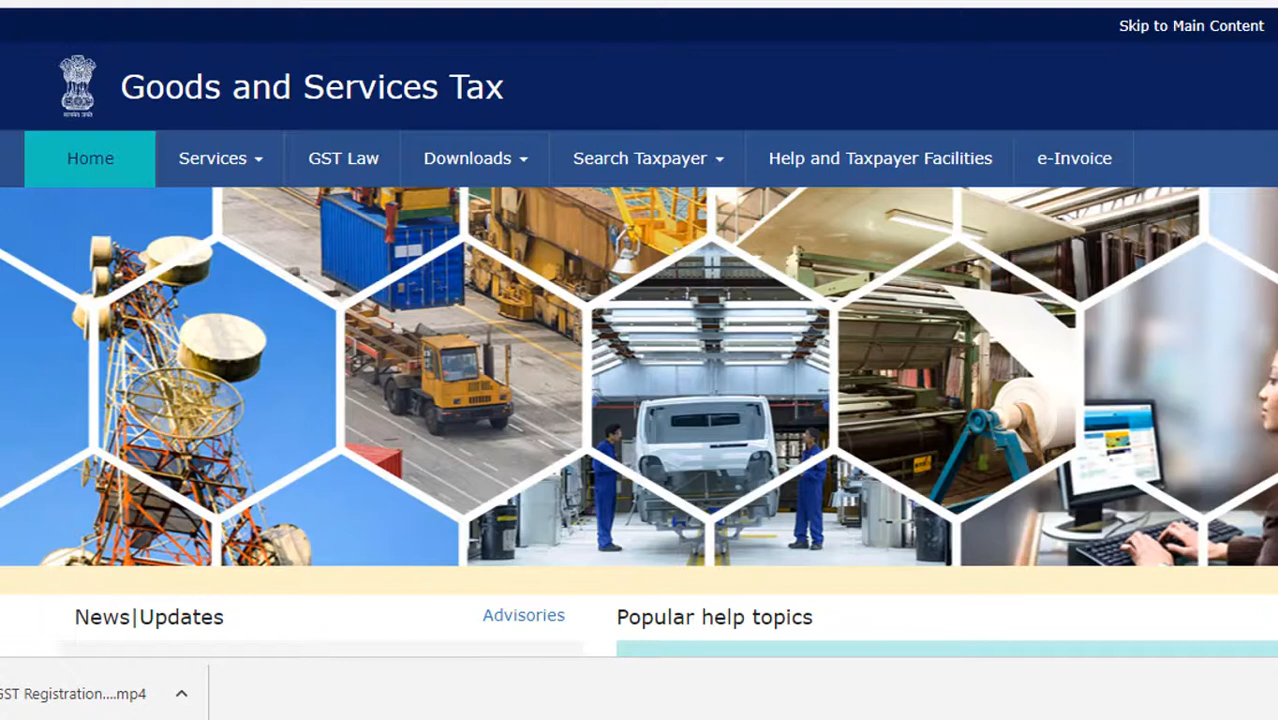 Skip to Main Content
Goods and Services Tax
Home Services GST Law Downloads Search Taxpayer Help and Taxpayer Facilities e-Invoice
News|Updates Advisories Popular help topics
GST Registration....mp4